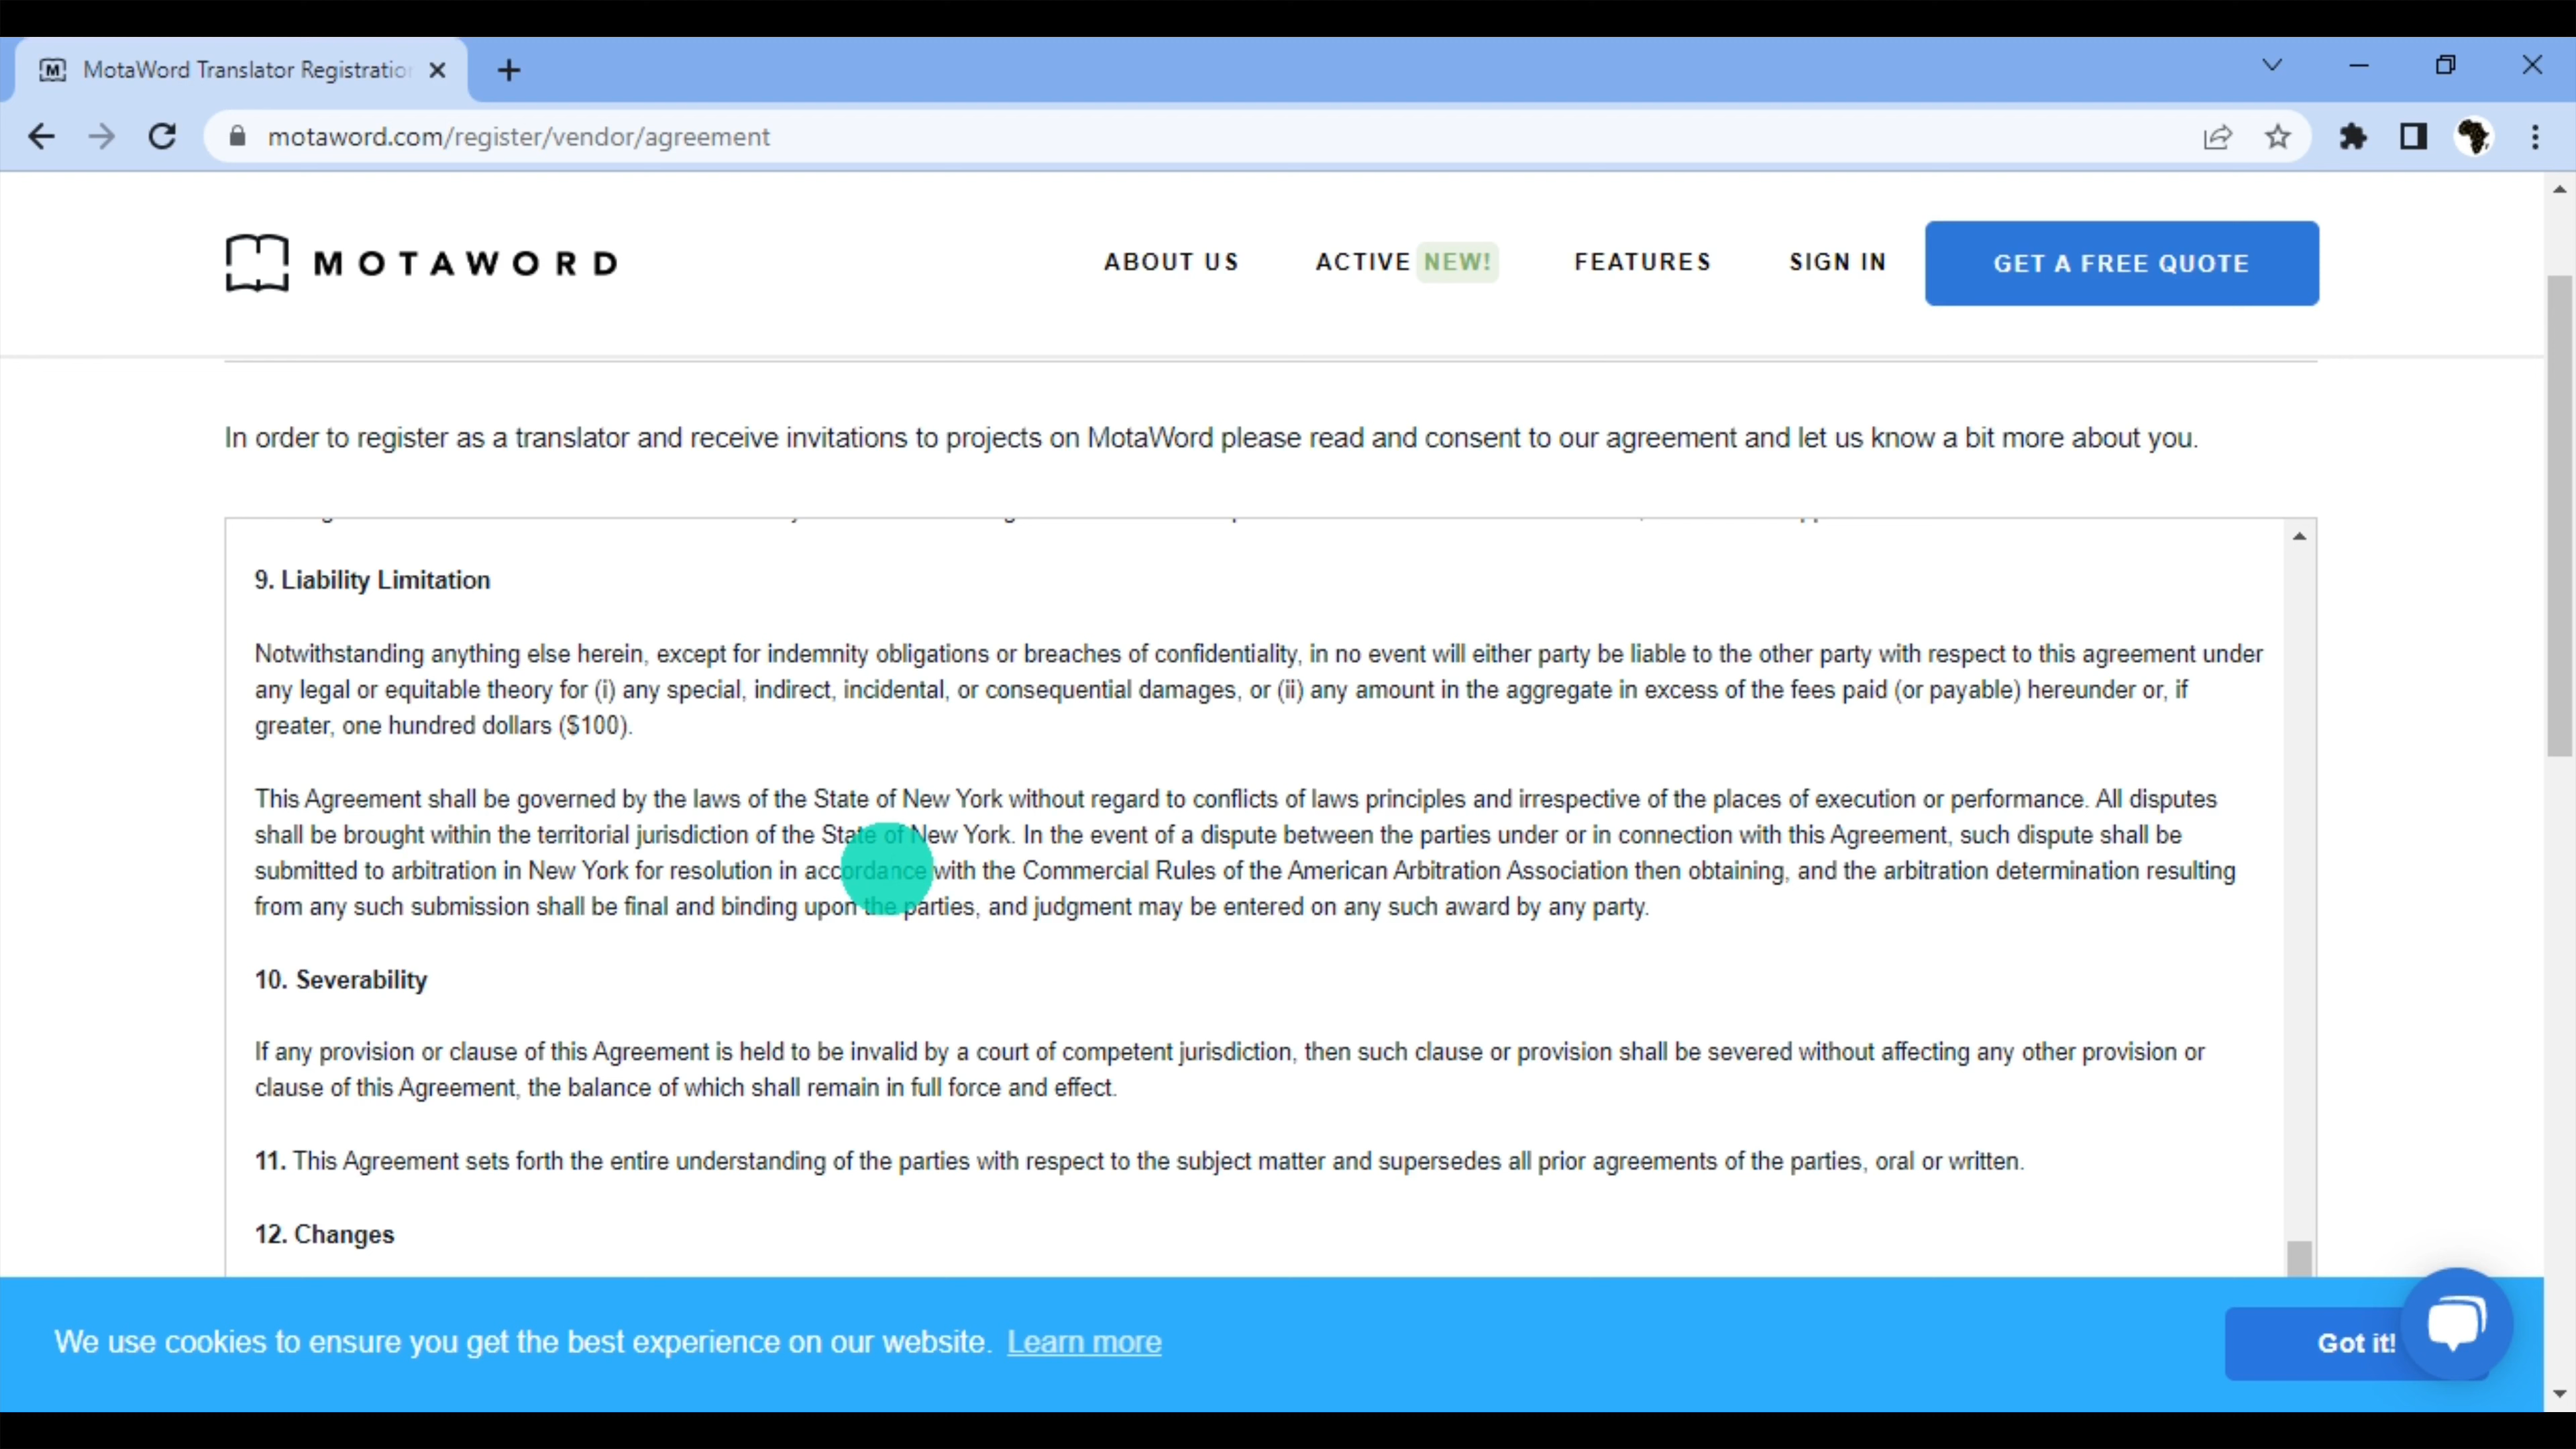 MotaWord Translator Registratio
motaword.com/register/vendor/agreement
MOTAWORD
ABOUT US
ACTIVE NEW!
FEATURES
SIGN IN
GET A FREE QUOTE
In order to register as a translator and receive invitations to projects on MotaWord please read and consent to our agreement and let us know a bit more about you.
9. Liability Limitation
Notwithstanding anything else herein, except for indemnity obligations or breaches of confidentiality, in no event will either party be liable to the other party with respect to this agreement under
any legal or equitable theory for (i) any special, indirect, incidental, or consequential damages, or (ii) any amount in the aggregate in excess of the fees paid (or payable) hereunder or, if
greater, one hundred dollars ($100).
This Agreement shall be governed by the laws of the State of New York without regard to conflicts of laws principles and irrespective of the places of execution or performance. All disputes
shall be brought within the territorial jurisdiction of the State of New York. In the event of a dispute between the parties under or in connection with this Agreement, such dispute shall be
submitted to arbitration in New York for resolution in accordance with the Commercial Rules of the American Arbitration Association then obtaining, and the arbitration determination resulting
from any such submission shall be final and binding upon the parties, and judgment may be entered on any such award by any party.
10. Severability
If any provision or clause of this Agreement is held to be invalid by a court of competent jurisdiction, then such clause or provision shall be severed without affecting any other provision or
clause of this Agreement, the balance of which shall remain in full force and effect.
11. This Agreement sets forth the entire understanding of the parties with respect to the subject matter and supersedes all prior agreements of the parties, oral or written.
12. Changes
We use cookies to ensure you get the best experience on our website. Learn more
Got it!